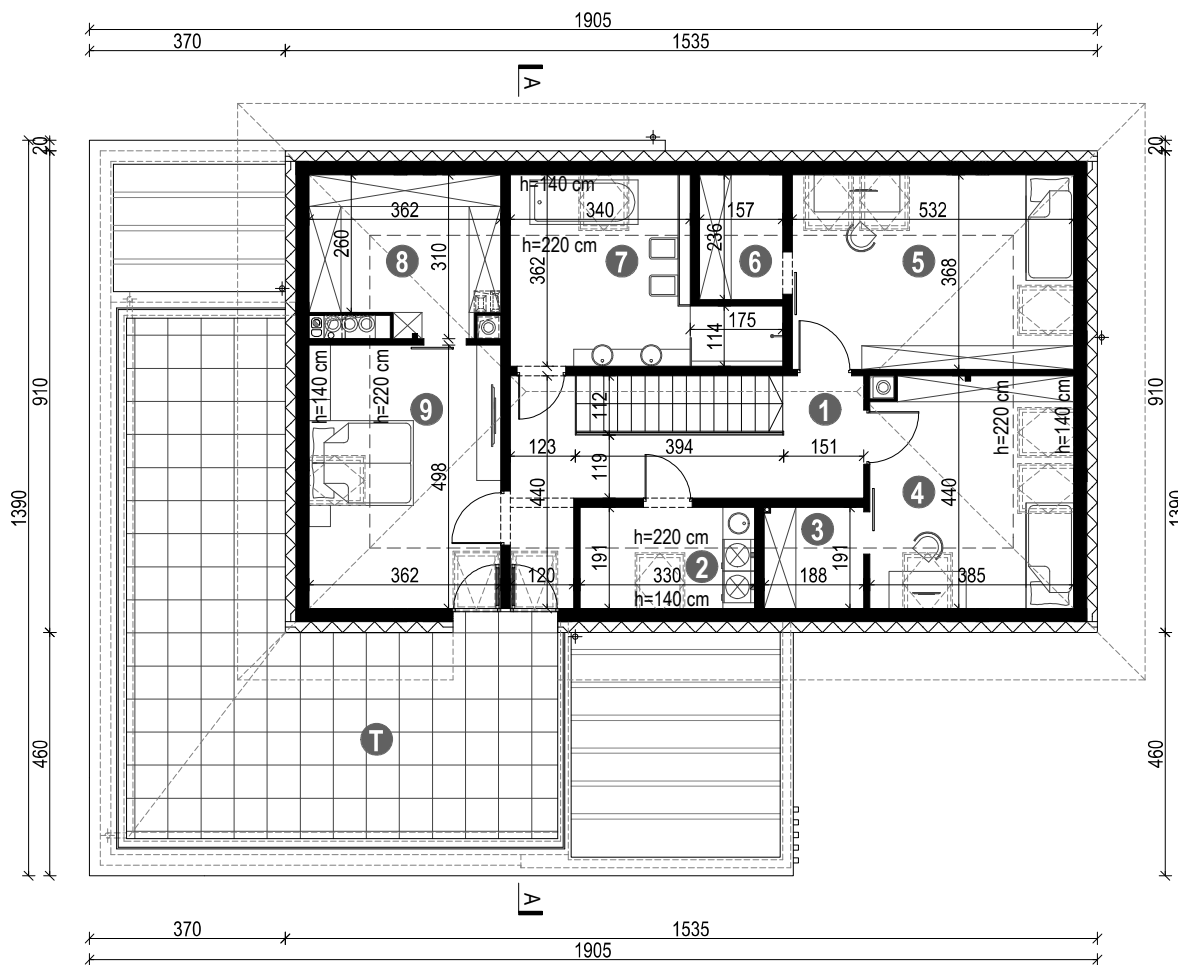 1905
370 1535
A
20 20
h=140 cm
362 340 157 532
260 310 236
h=220 cm
8 7 6 5
362 368
175
114
910 910
h=140 cm h=220 cm
9
112 1
h=220 cm h=140 cm
123 394 151
119
498 440 4 440
1390 1390
3
h=220 cm
191 2 191
362 120 330 188 385
h=140 cm
T
460 460
A
370 1535
1905